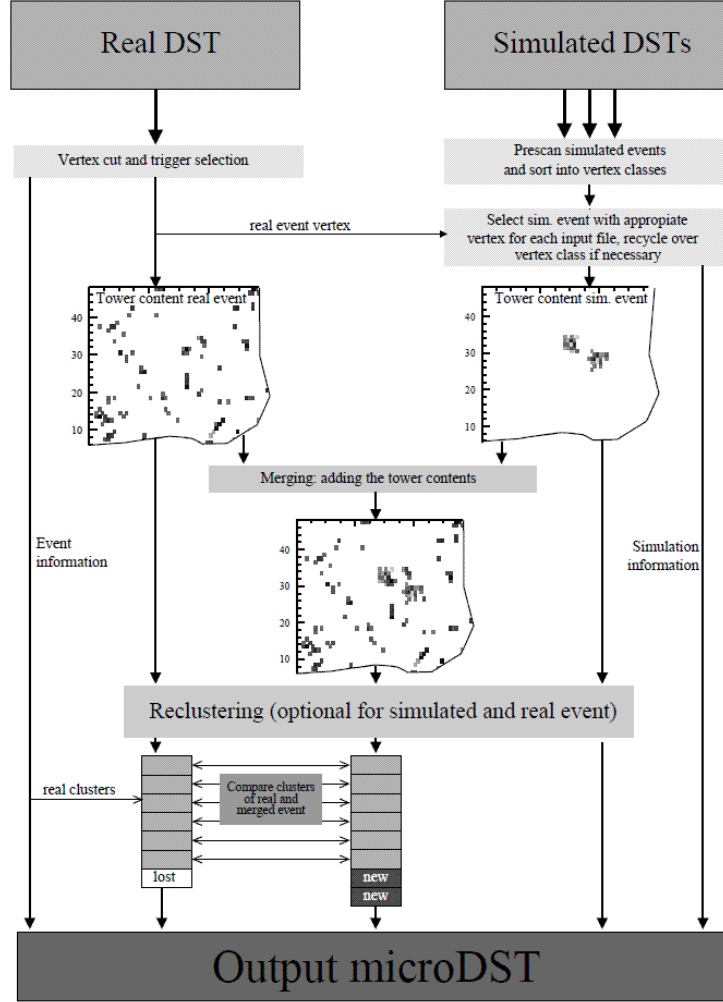 Real DST
Simulated DSTs
Vertex cut and trigger selection
Prescan simulated events
and sort into vertex classes
real event vertex
Select sim. event with appropiate
vertex for each input file, recycle over
vertex class if necessary
Tower content real event
40
30
20
10
Tower content sim. event
40
30
20
10
Merging: adding the tower contents
Event
information
Simulation
information
40
30
20
10
Reclustering (optional for simulated and real event)
real clusters
Compare clusters
of real and
merged event
lost
new
new
Output microDST